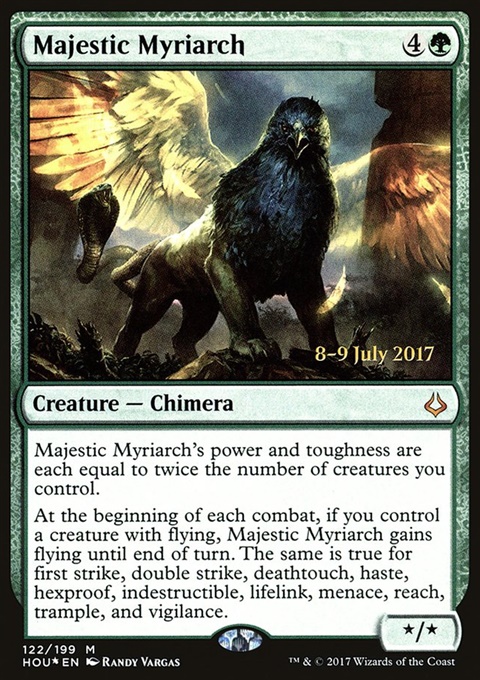 Majestic Myriarch 4
8–9 July 2017
Creature — Chimera
Majestic Myriarch's power and toughness are
each equal to twice the number of creatures you
control.
At the beginning of each combat, if you control
a creature with flying, Majestic Myriarch gains
flying until end of turn. The same is true for
first strike, double strike, deathtouch, haste,
hexproof, indestructible, lifelink, menace, reach,
trample, and vigilance.
★/★
122/199 M
HOU★EN Randy Vargas
™ & © 2017 Wizards of the Coast